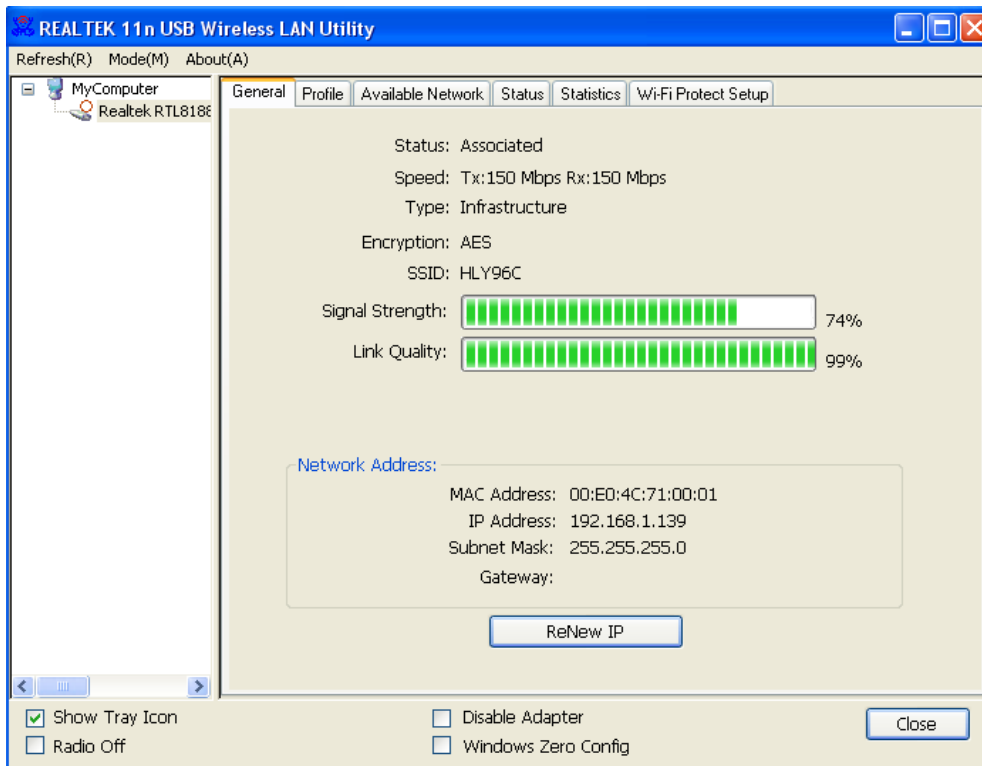 REALTEK 11n USB Wireless LAN Utility
Refresh(R) Mode(M) About(A)
MyComputer
Realtek RTL8188
General Profile Available Network Status Statistics Wi-Fi Protect Setup
Status: Associated
Speed: Tx:150 Mbps Rx:150 Mbps
Type: Infrastructure
Encryption: AES
SSID: HLY96C
Signal Strength: 74%
Link Quality: 99%
Network Address:
MAC Address: 00:E0:4C:71:00:01
IP Address: 192.168.1.139
Subnet Mask: 255.255.255.0
Gateway:
ReNew IP
Show Tray Icon
Radio Off
Disable Adapter
Windows Zero Config
Close